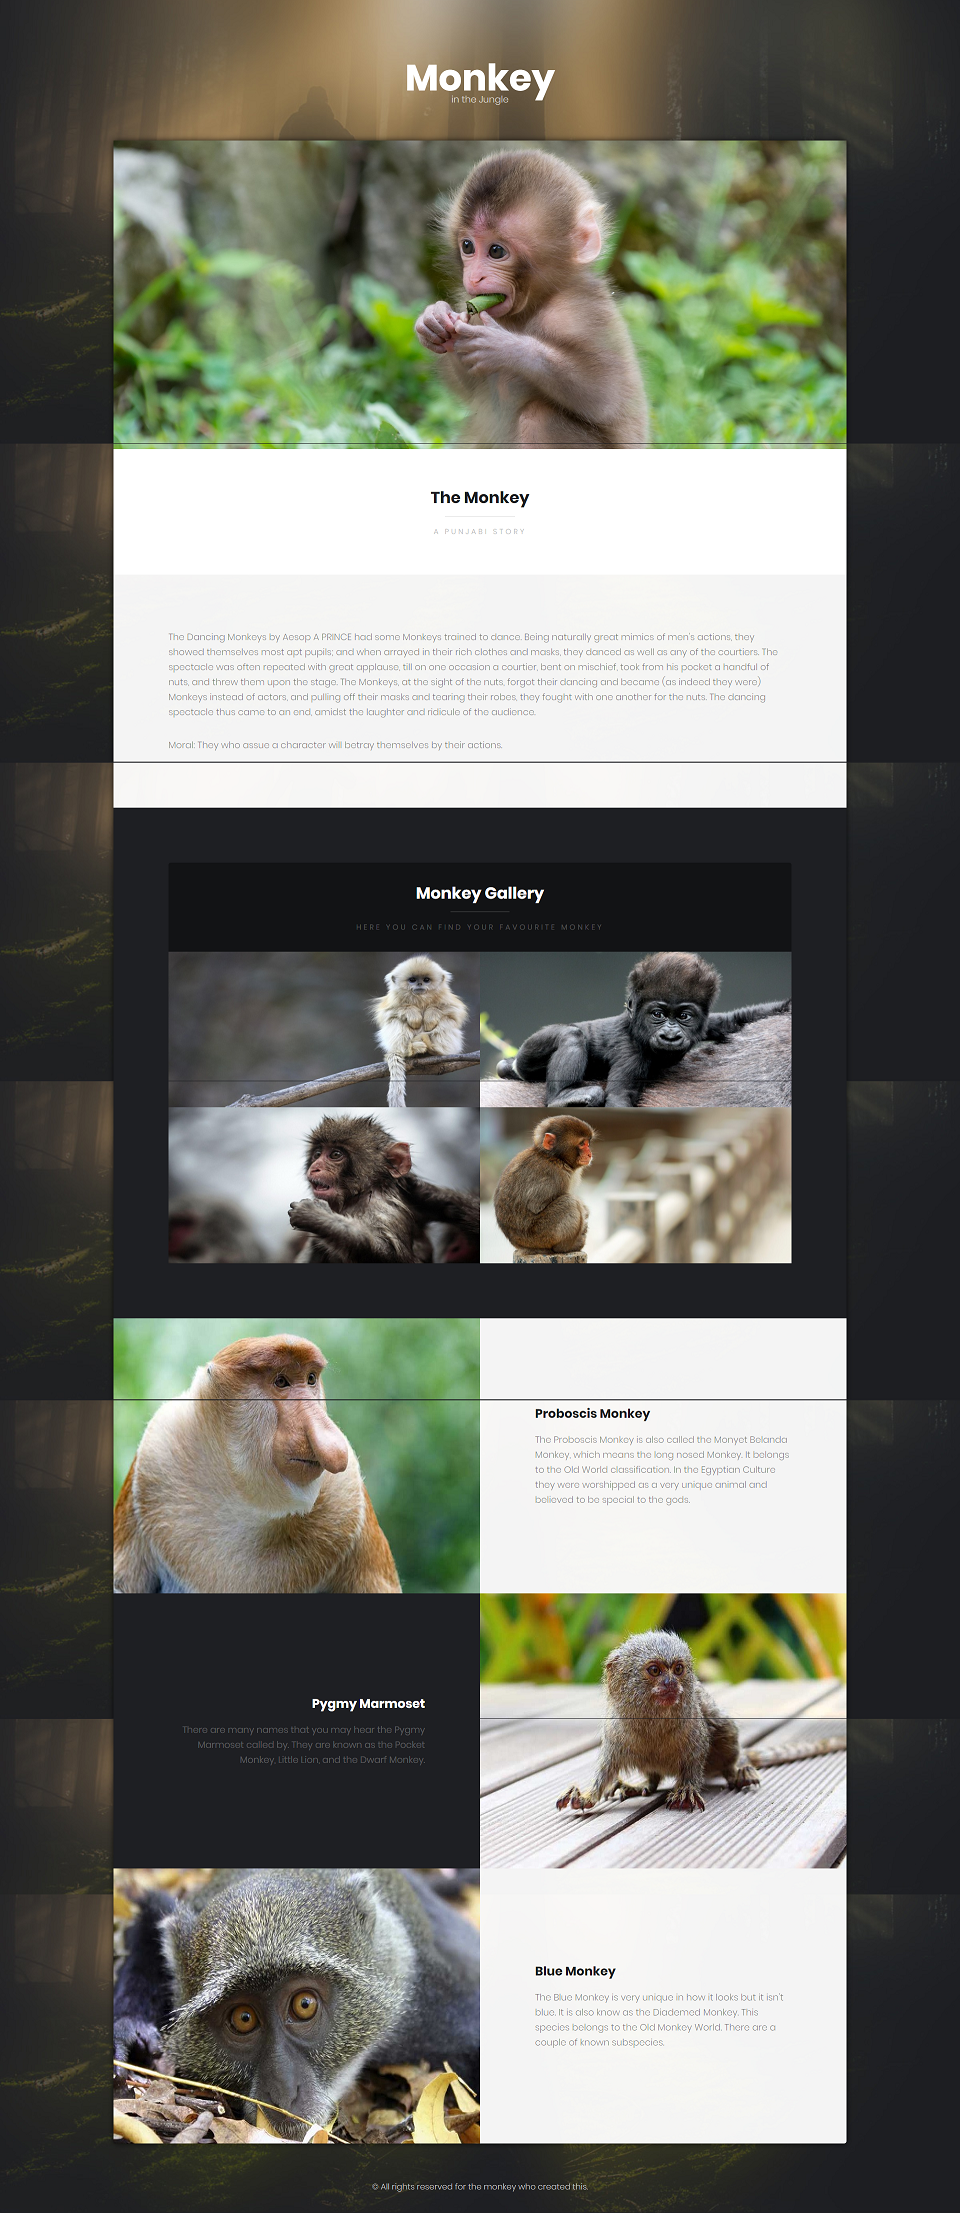 Monkey
in the Jungle
The Monkey
A PUNJABI STORY
The Dancing Monkeys by Aesop A PRINCE had some Monkeys trained to dance. Being naturally great mimics of men's actions, they
showed themselves most apt pupils; and when arrayed in their rich clothes and masks, they danced as well as any of the courtiers. The
spectacle was often repeated with great applause, till on one occasion a courtier, bent on mischief, took from his pocket a handful of
nuts, and threw them upon the stage. The Monkeys, at the sight of the nuts, forgot their dancing and became (as indeed they were)
Monkeys instead of actors, and pulling off their masks and tearing their robes, they fought with one another for the nuts. The dancing
spectacle thus came to an end, amidst the laughter and ridicule of the audience.
Moral: They who assue a character will betray themselves by their actions.
Monkey Gallery
HERE YOU CAN FIND YOUR FAVOURITE MONKEY
Proboscis Monkey
The Proboscis Monkey is also called the Monyet Belanda
Monkey, which means the long nosed Monkey. It belongs
to the Old World classification. In the Egyptian Culture
they were worshipped as a very unique animal and
believed to be special to the gods.
Pygmy Marmoset
There are many names that you may hear the Pygmy
Marmoset called by. They are known as the Pocket
Monkey, Little Lion, and the Dwarf Monkey.
Blue Monkey
The Blue Monkey is very unique in how it looks but it isn't
blue. It is also know as the Diademed Monkey. This
species belongs to the Old Monkey World. There are a
couple of known subspecies.
© All rights reserved for the monkey who created this.